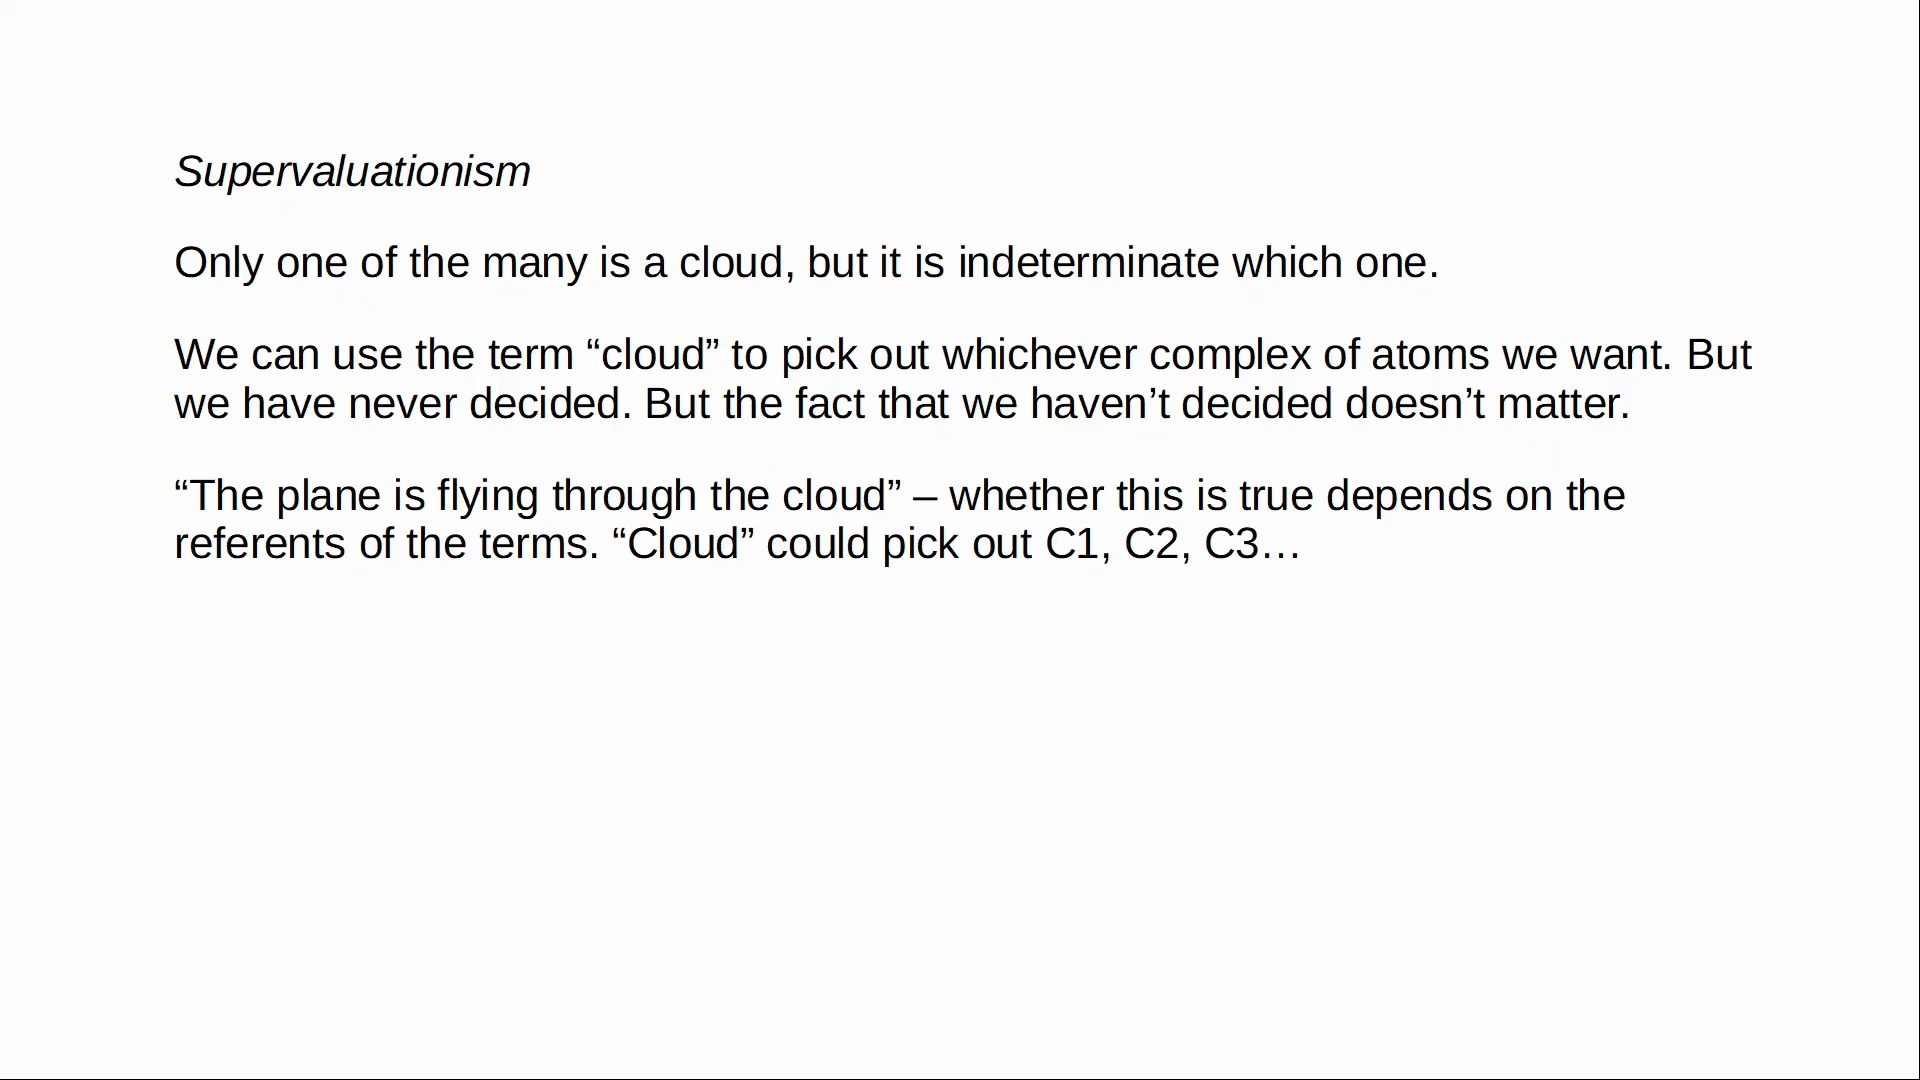 Supervaluationism
Only one of the many is a cloud, but it is indeterminate which one.
We can use the term “cloud” to pick out whichever complex of atoms we want. But
we have never decided. But the fact that we haven’t decided doesn’t matter.
“The plane is flying through the cloud” – whether this is true depends on the
referents of the terms. “Cloud” could pick out C1, C2, C3…